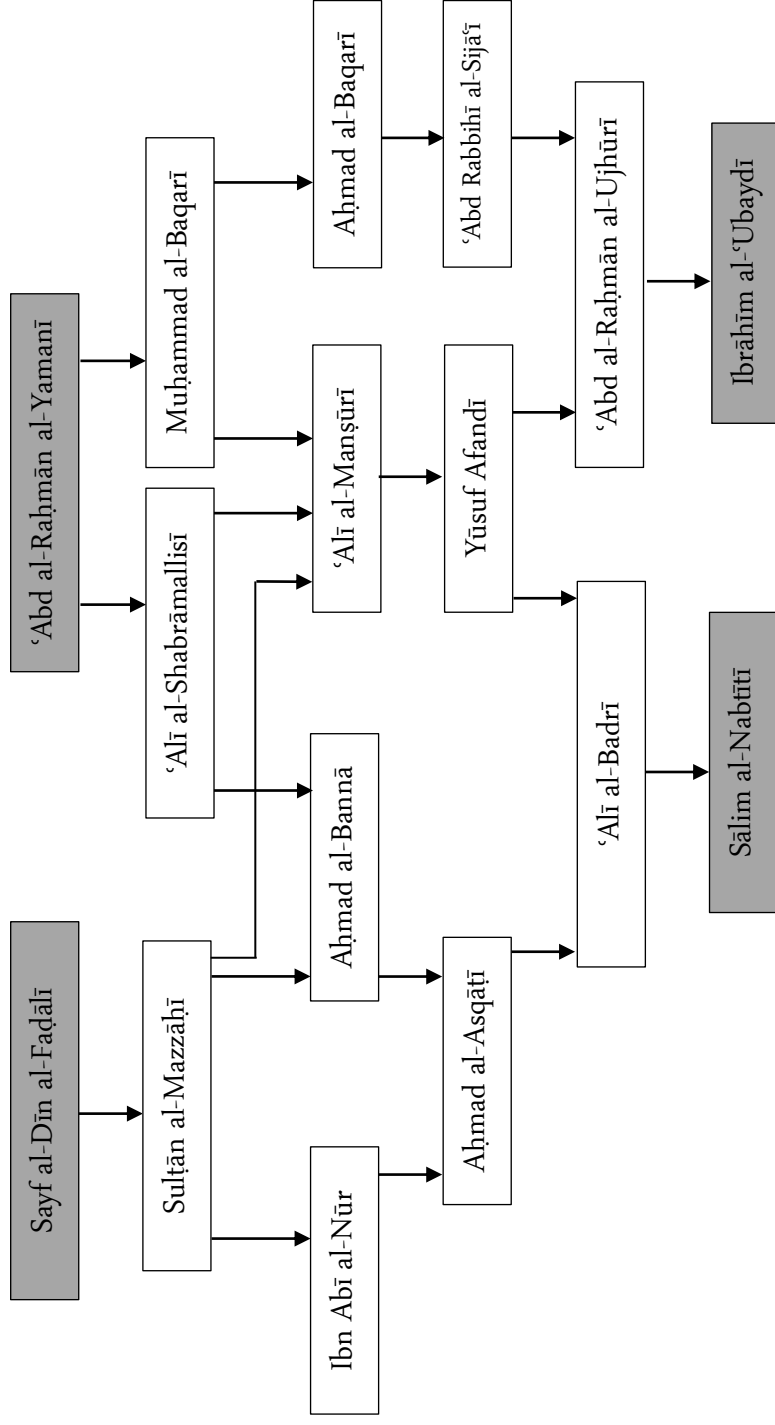 Sayf al-Dīn al-Faḍālī
ʿAbd al-Raḥmān al-Yamanī
Sulṭān al-Mazzāḥī
ʿAlī al-Shabrāmallisī
Muḥammad al-Baqarī
Ibn Abī al-Nūr
Aḥmad al-Bannā
ʿAlī al-Manṣūrī
Aḥmad al-Baqarī
Aḥmad al-Asqāṭī
Yūsuf Afandī
ʿAbd Rabbihī al-Sijāʿī
ʿAlī al-Badrī
ʿAbd al-Raḥmān al-Ujhūrī
Sālim al-Nabtītī
Ibrāhīm al-ʿUbaydī